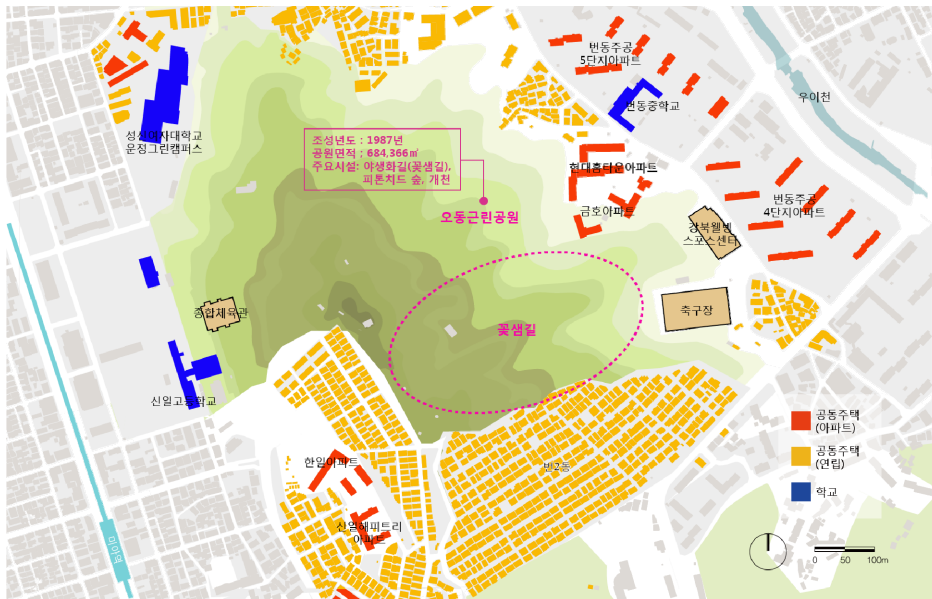 번동주공
5단지아파트
우이천
번동중학교
성신여자대학교
운정그린캠퍼스
조성년도 : 1987년
공원면적 ; 684,366㎡
주요시설: 야생화길(꽃샘길),
피톤치드 숲, 개천
현대홈타운아파트
번동주공
4단지아파트
금호아파트
오동근린공원
강북웰빙
스포츠센터
종합체육관
축구장
꽃샘길
신일고등학교
공동주택
(아파트)
공동주택
(연립)
학교
한일아파트
번2동
신일해피트리
아파트
미아역
0 50 100m